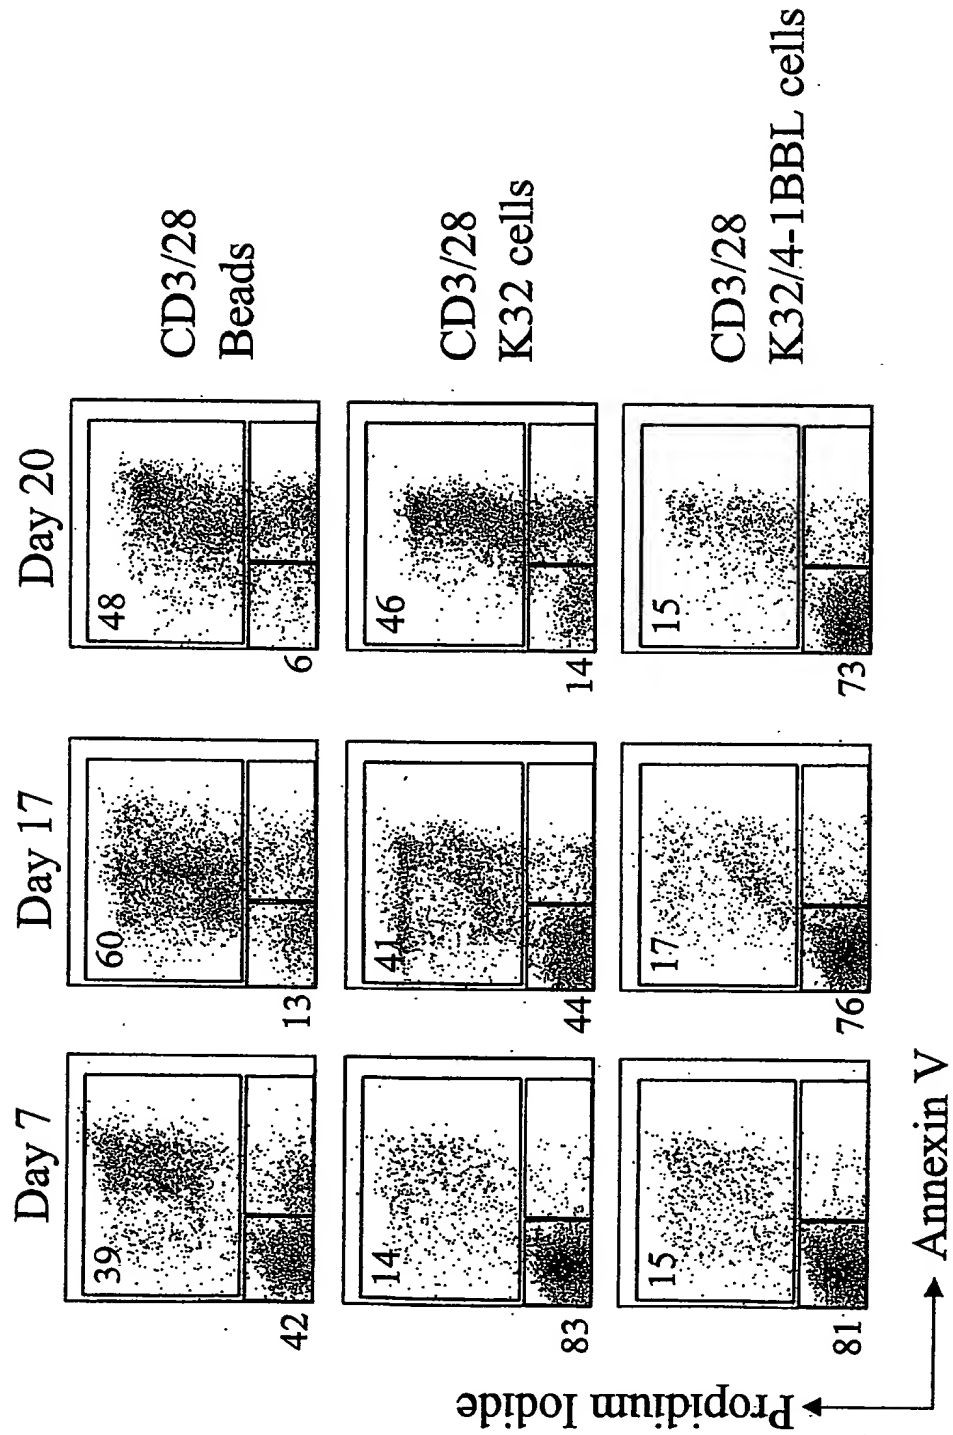 Day 7
Day 17
Day 20
39
42
60
13
48
6
CD3/28
Beads
14
83
41
44
46
14
CD3/28
K32 cells
15
81
17
76
15
73
CD3/28
K32/4-1BBL cells
Propidium Iodide
Annexin V